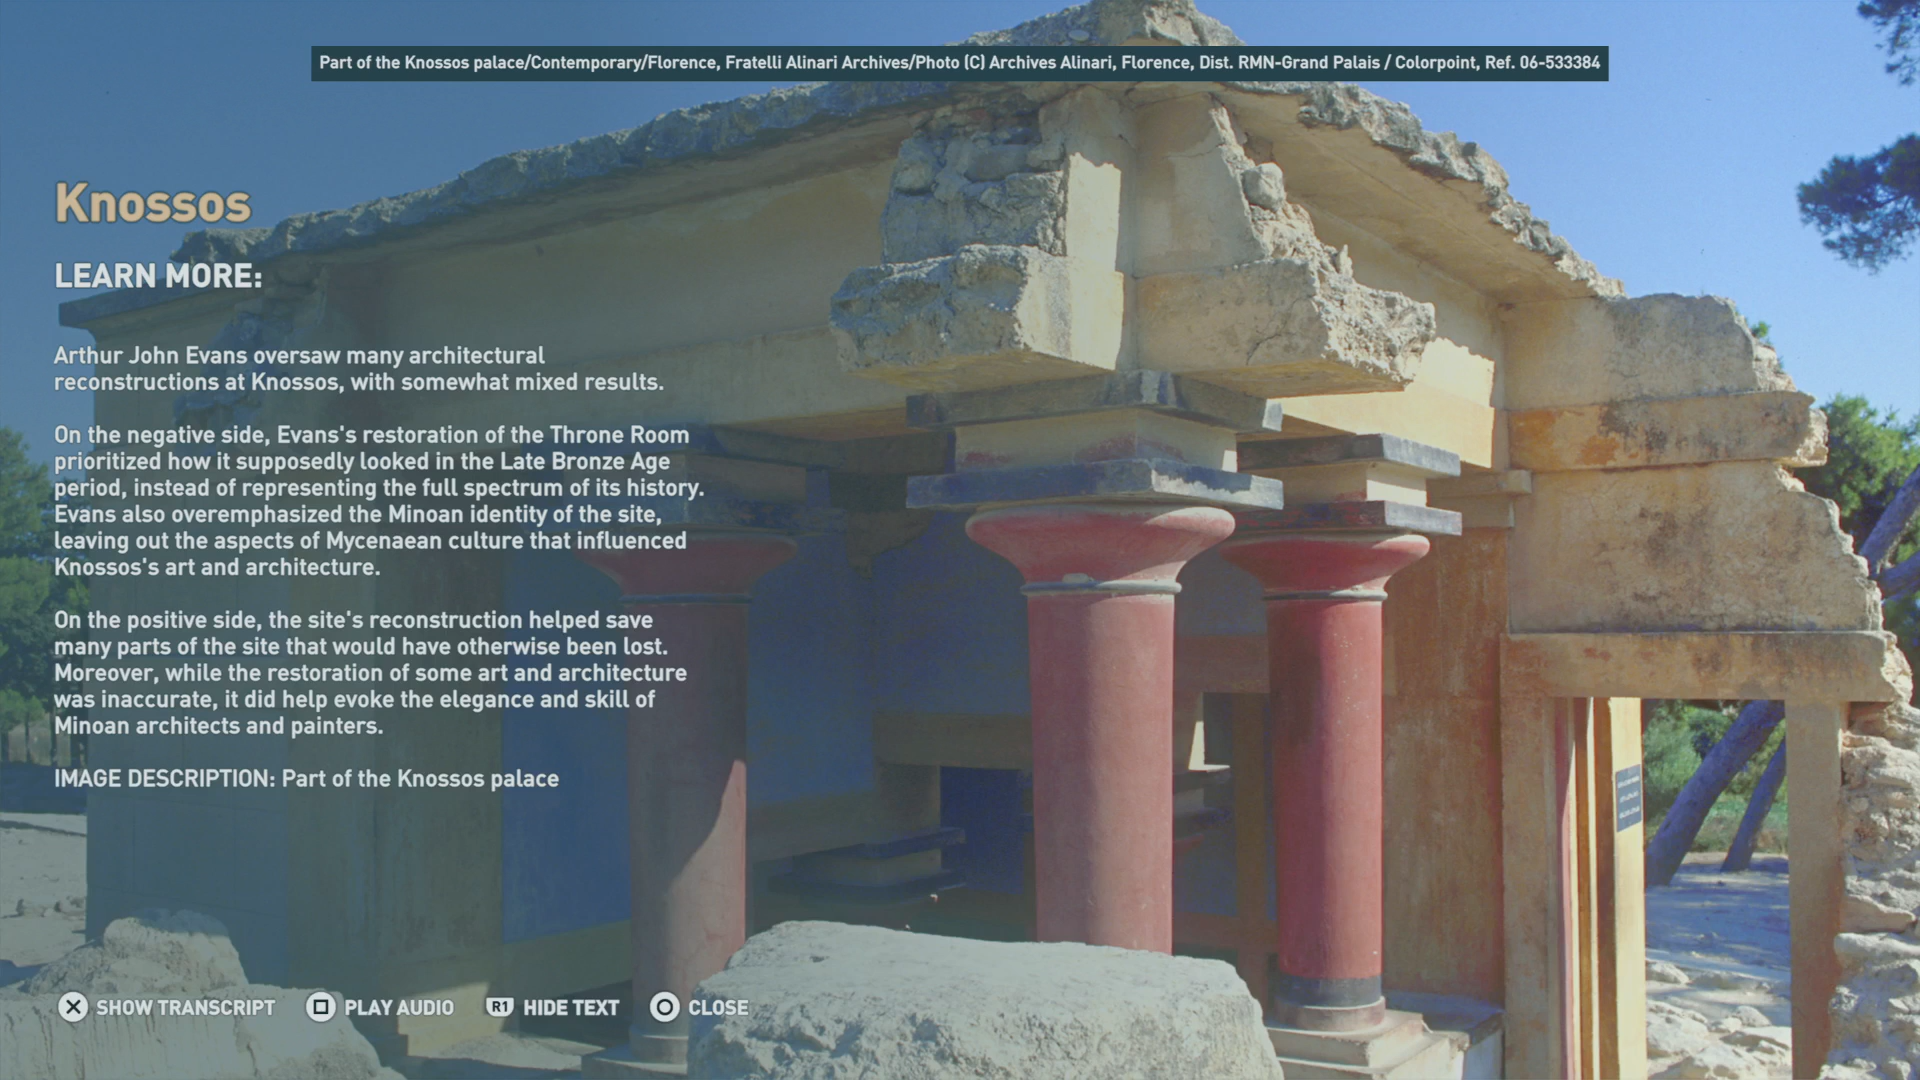 Part of the Knossos palace/Contemporary/Florence, Fratelli Alinari Archives/Photo (C) Archives Alinari, Florence, Dist. RMN-Grand Palais / Colorpoint, Ref. 06-533384
Knossos
LEARN MORE:
Arthur John Evans oversaw many architectural
reconstructions at Knossos, with somewhat mixed results.
On the negative side, Evans's restoration of the Throne Room
prioritized how it supposedly looked in the Late Bronze Age
period, instead of representing the full spectrum of its history.
Evans also overemphasized the Minoan identity of the site,
leaving out the aspects of Mycenaean culture that influenced
Knossos's art and architecture.
On the positive side, the site's reconstruction helped save
many parts of the site that would have otherwise been lost.
Moreover, while the restoration of some art and architecture
was inaccurate, it did help evoke the elegance and skill of
Minoan architects and painters.
IMAGE DESCRIPTION: Part of the Knossos palace
SHOW TRANSCRIPT PLAY AUDIO R1 HIDE TEXT CLOSE